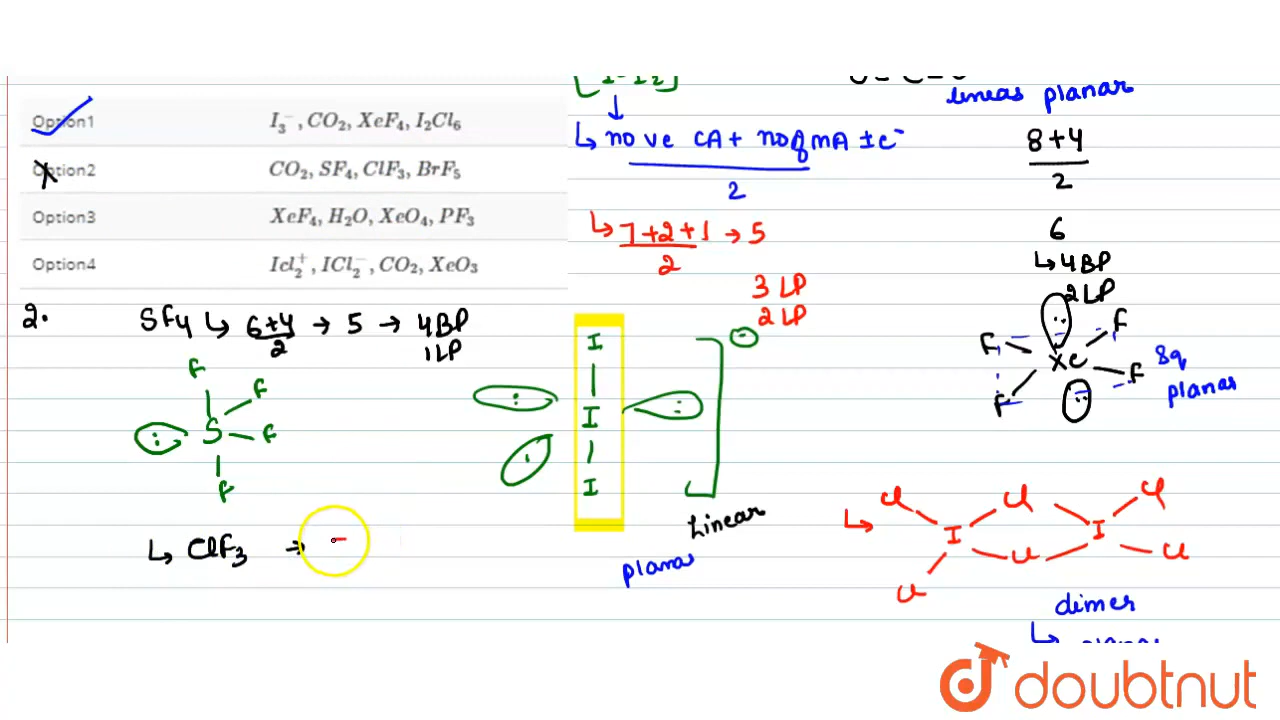 Option1 I₃⁻, CO₂, XeF₄, I₂Cl₆
Option2 CO₂, SF₄, ClF₃, BrF₅
Option3 XeF₄, H₂O, XeO₄, PF₃
Option4 Icl₂⁺, ICl₂⁻, CO₂, XeO₃
2.
SF4 ↳ 6+4 → 5 → 4BP
2
1LP
F
F
S
F
F
↳ ClF3 →
↓
↳ no ve CA + no of MA ± e⁻
2
↳ 7+2+1 → 5
2
3 LP
2 LP
I
I
I
⊖
Linear
planar
linear planar
8+4
2
6
↳ 4BP
2LP
F
F
Xe
F
F
Sq
planar
↳
Cl
Cl
Cl
I
I
Cl
Cl
Cl
dimer
↳ planar
doubtnut